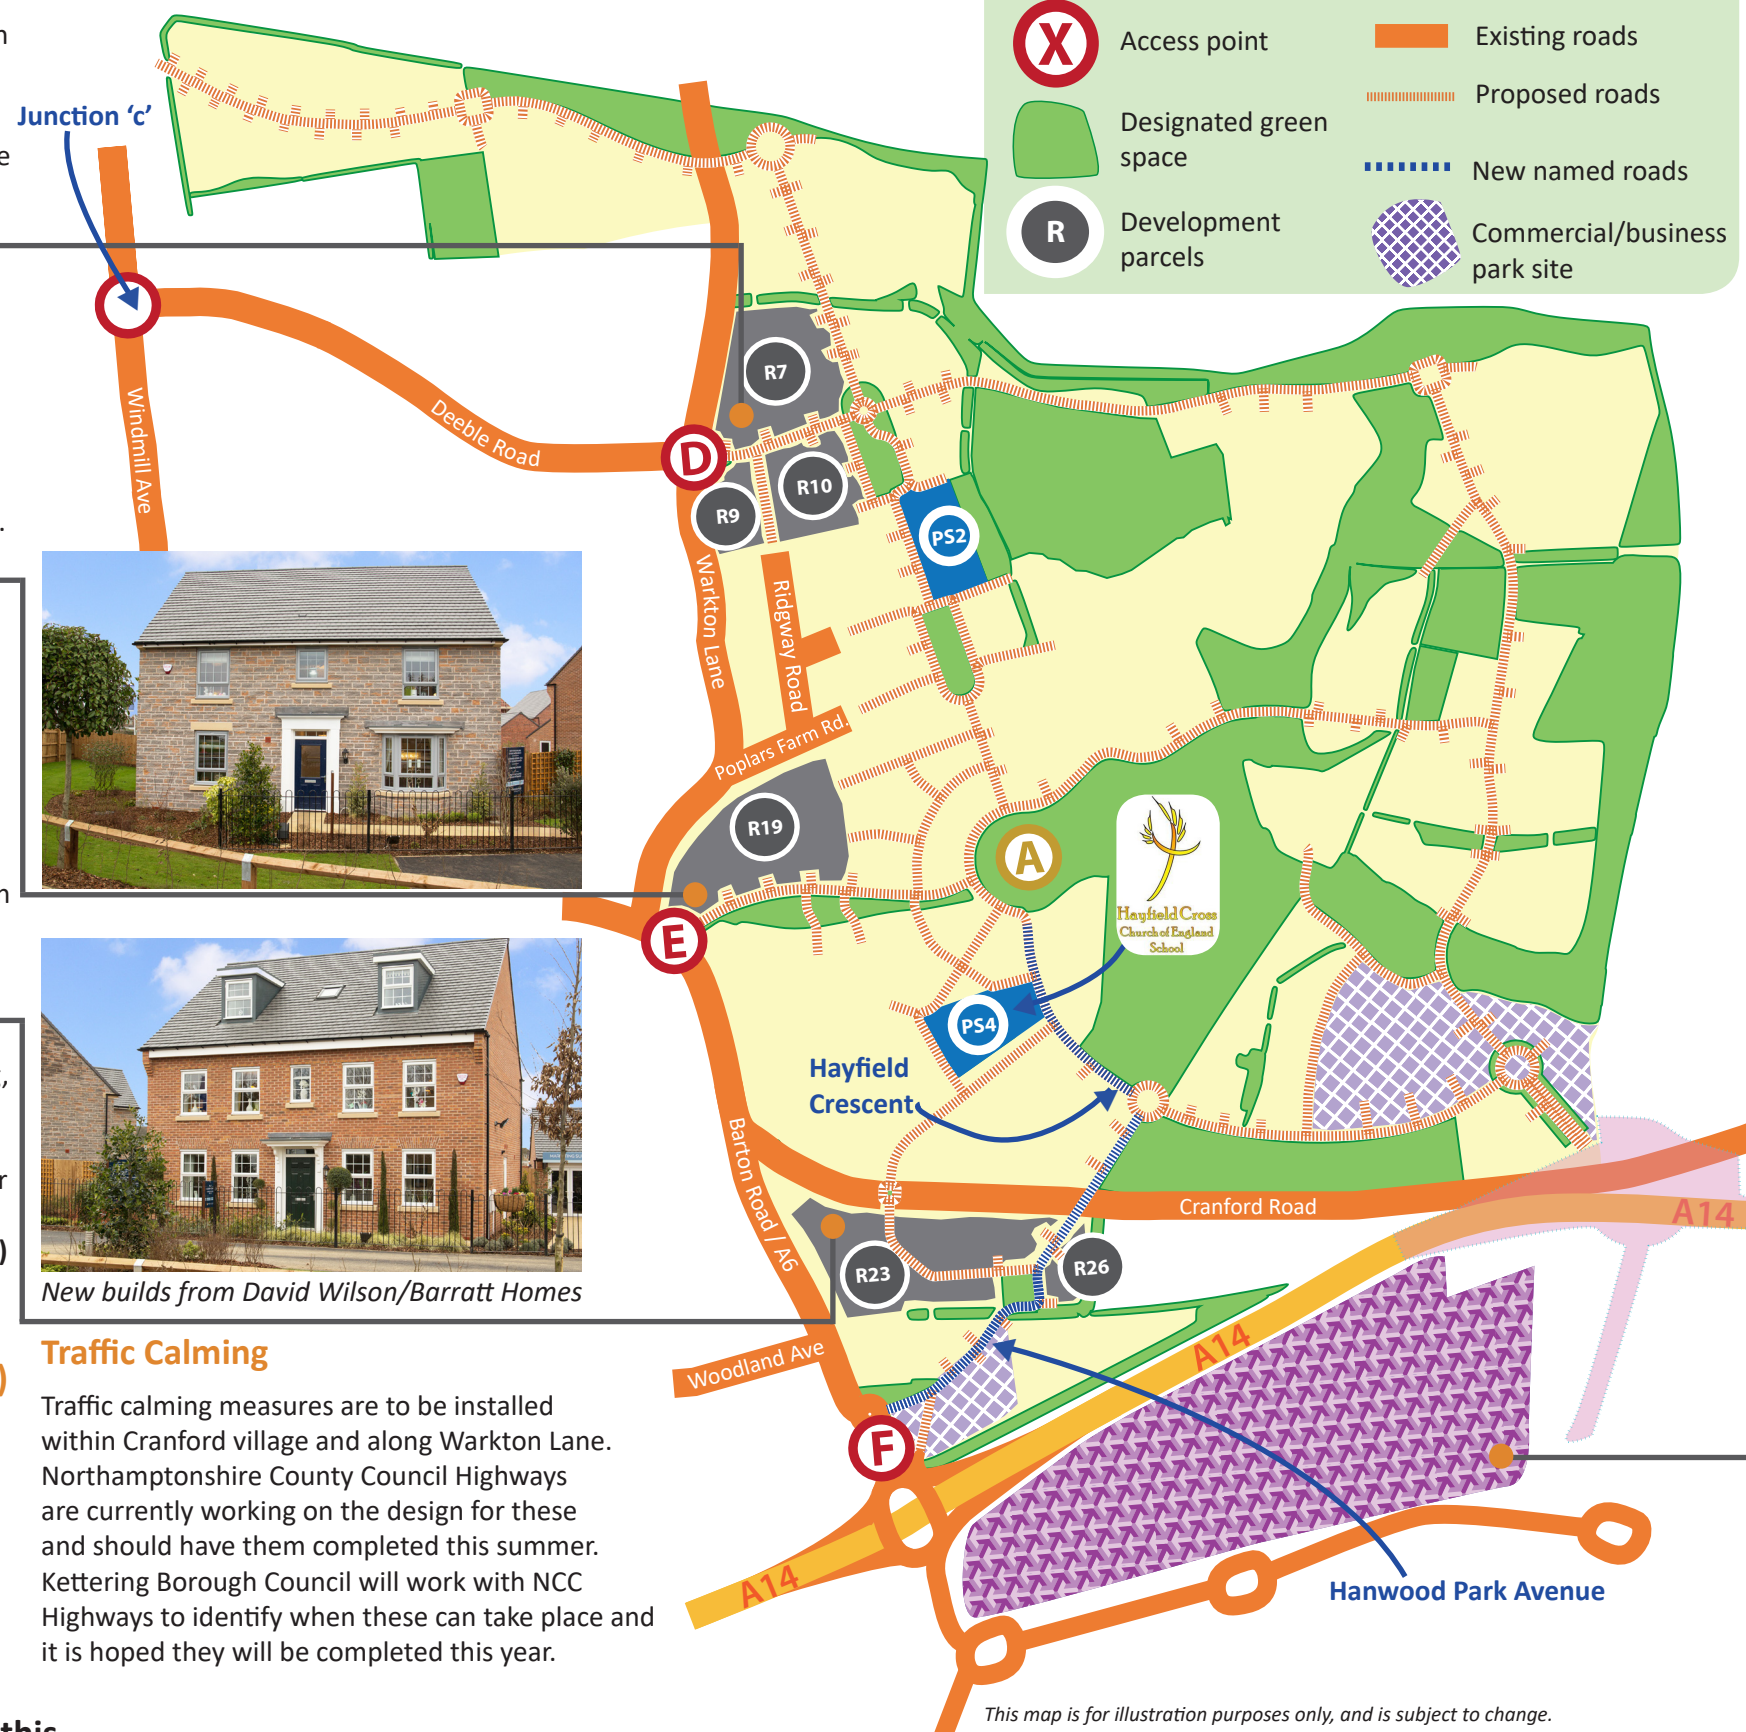 Junction ‘c’
X
Access point
Existing roads
Proposed roads
Designated green
space
New named roads
R
Development
parcels
Commercial/business
park site
R7
Windmill Ave
Deeble Road
D
R10
R9
PS2
Warkton Lane
Ridgway Road
Poplars Farm Rd.
R19
A
Hayfield Cross
Church of England
School
E
PS4
Hayfield
Crescent
Barton Road / A6
Cranford Road
A14
R23
R26
New builds from David Wilson/Barratt Homes
Woodland Ave
A14
F
A14
Hanwood Park Avenue
Traffic Calming
Traffic calming measures are to be installed
within Cranford village and along Warkton Lane.
Northamptonshire County Council Highways
are currently working on the design for these
and should have them completed this summer.
Kettering Borough Council will work with NCC
Highways to identify when these can take place and
it is hoped they will be completed this year.
this
This map is for illustration purposes only, and is subject to change.